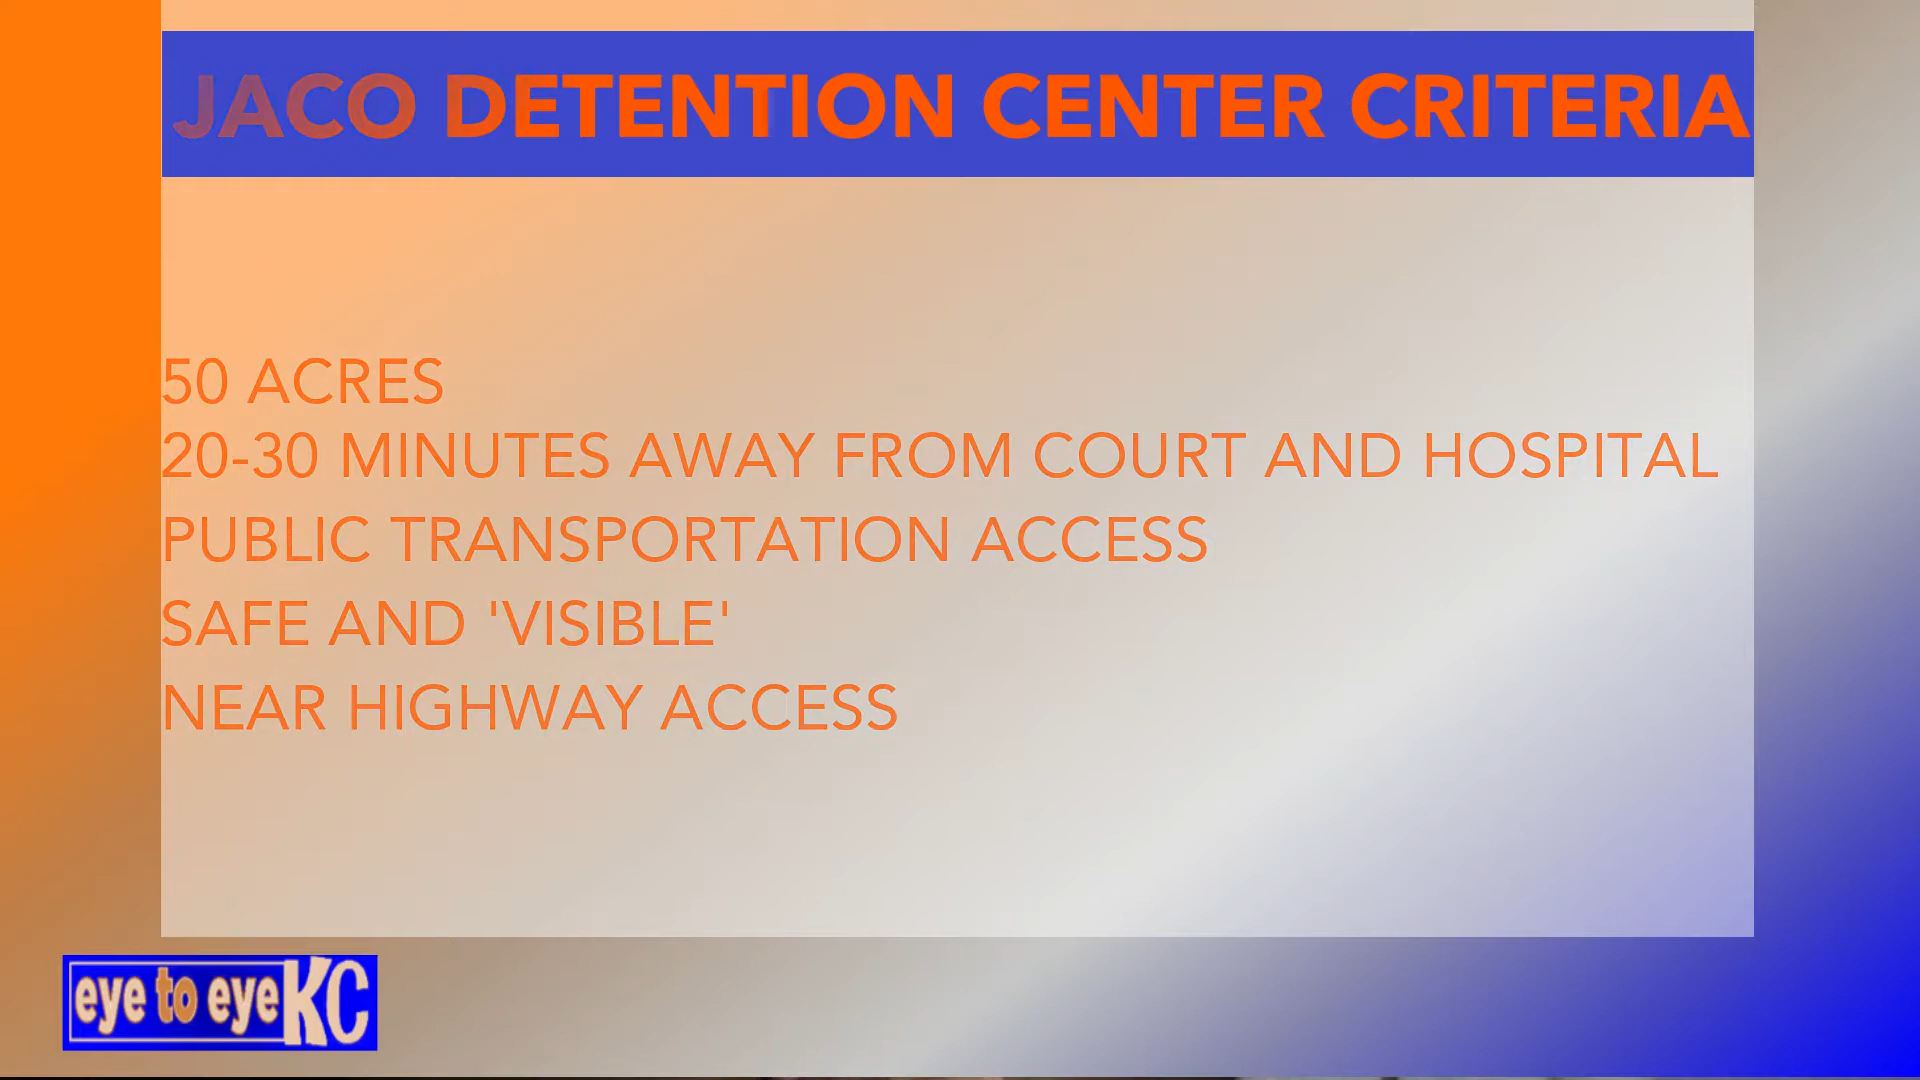 JACO DETENTION CENTER CRITERIA
50 ACRES
20-30 MINUTES AWAY FROM COURT AND HOSPITAL
PUBLIC TRANSPORTATION ACCESS
SAFE AND 'VISIBLE'
NEAR HIGHWAY ACCESS
eye to eye KC